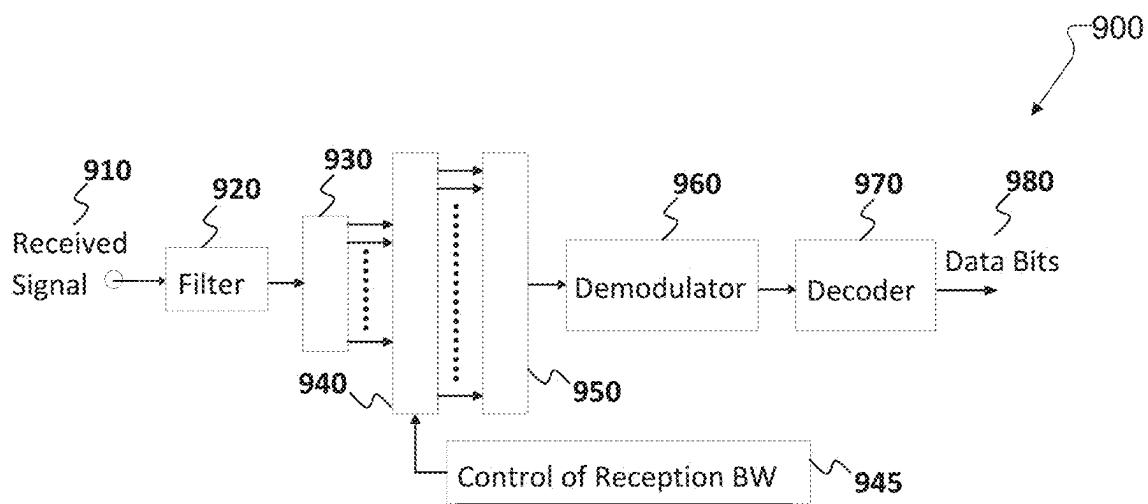 900
910
920
930
960
970
980
Received
Signal
Filter
Demodulator
Decoder
Data Bits
940
950
Control of Reception BW
945